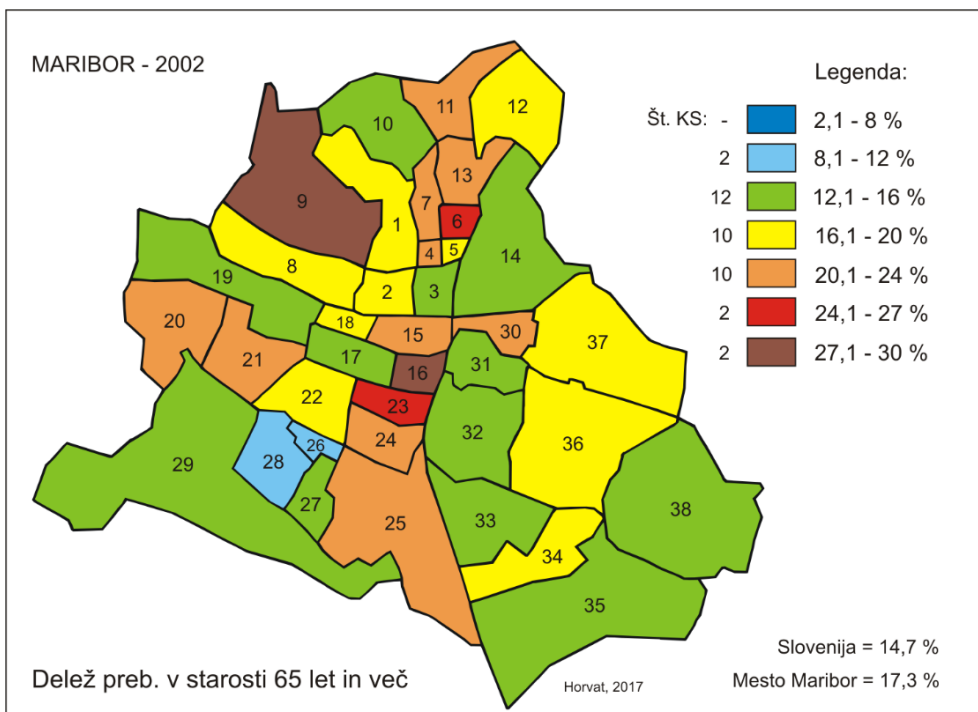 MARIBOR - 2002
Legenda:
Št. KS:
- 2,1 - 8 %
2 8,1 - 12 %
12 12,1 - 16 %
10 16,1 - 20 %
10 20,1 - 24 %
2 24,1 - 27 %
2 27,1 - 30 %
11
12
10
13
9
7
6
1
4
5
14
8
19
2
3
20
18
15
30
37
21
17
16
31
22
23
32
36
24
29
28
26
27
25
33
38
34
35
Slovenija = 14,7 %
Mesto Maribor = 17,3 %
Delež preb. v starosti 65 let in več
Horvat, 2017